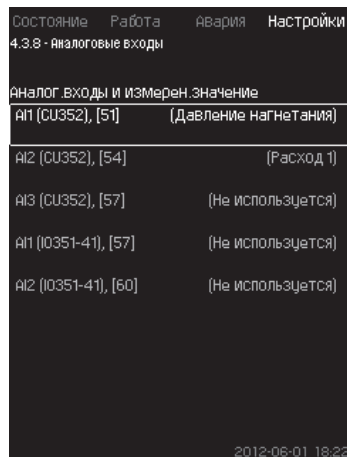 Состояние Работа Авария Настройки
4.3.8 - Аналоговые входы
Аналог.входы и измерен.значение
AI1 (CU352), [51] (Давление нагнетания)
AI2 (CU352), [54] (Расход 1)
AI3 (CU352), [57] (Не используется)
AI1 (IO351-41), [57] (Не используется)
AI2 (IO351-41), [60] (Не используется)
2012-06-01 18:22